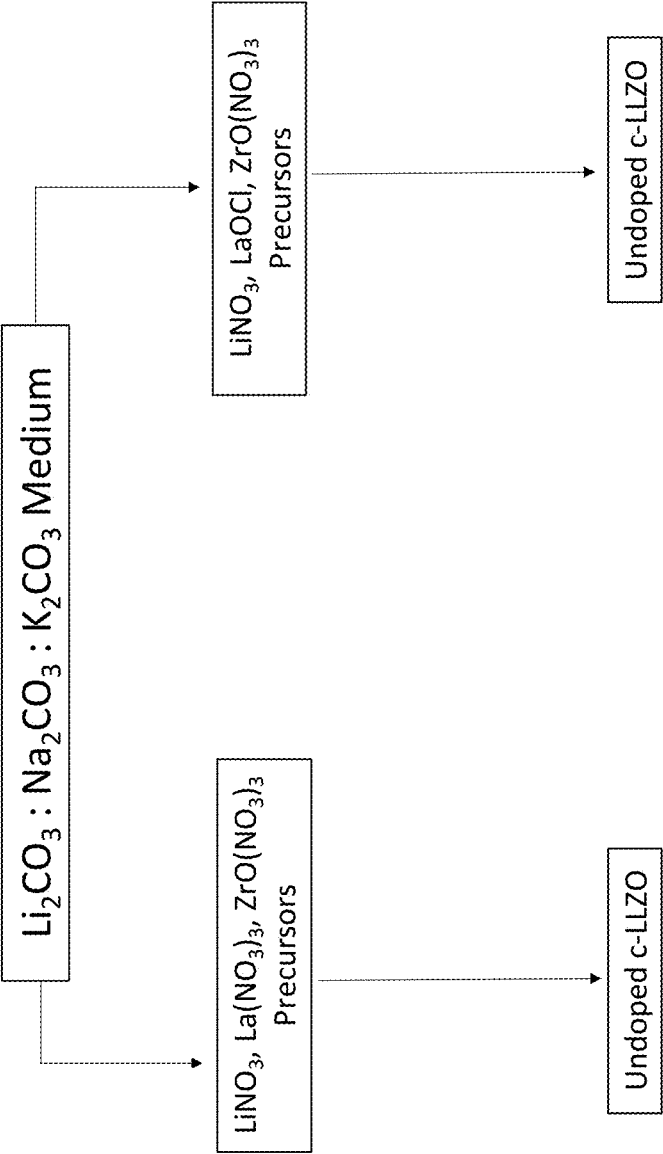 Li₂CO₃ : Na₂CO₃ : K₂CO₃ Medium
LiNO₃, La(NO₃)₃, ZrO(NO₃)₃
Precursors
LiNO₃, LaOCl, ZrO(NO₃)₃
Precursors
Undoped c-LLZO
Undoped c-LLZO